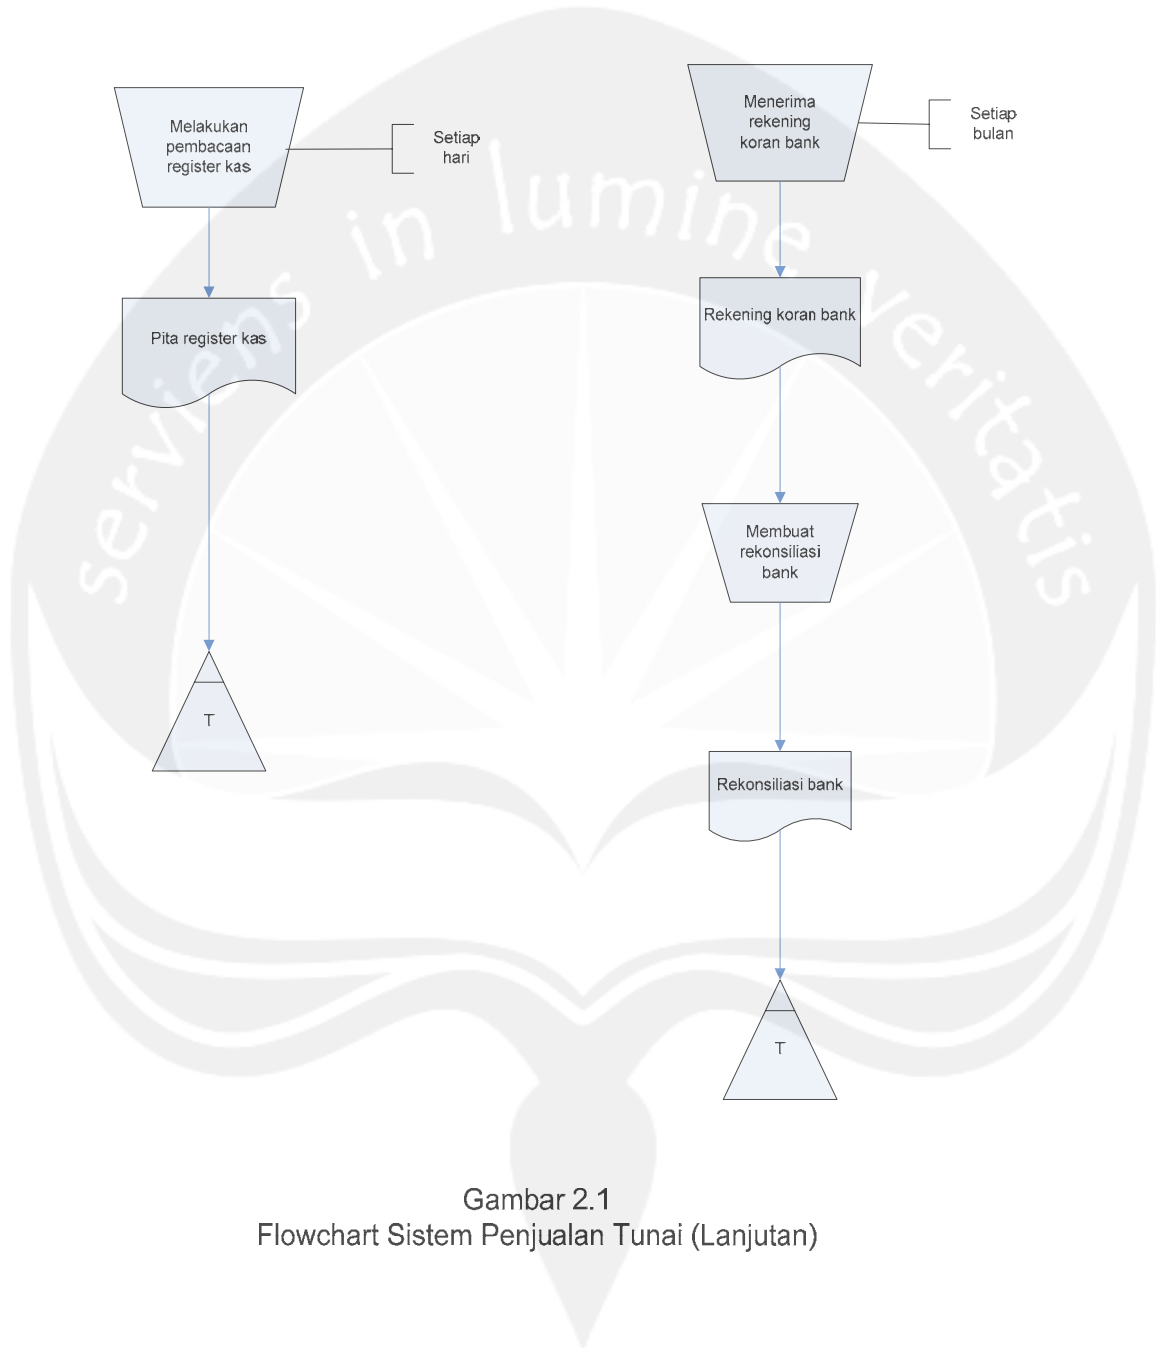 Melakukan
pembacaan
register kas
Setiap
hari
Pita register kas
T
Menerima
rekening
koran bank
Setiap
bulan
Rekening koran bank
Membuat
rekonsiliasi
bank
Rekonsiliasi bank
T
serviens in lumine veritatis
Gambar 2.1
Flowchart Sistem Penjualan Tunai (Lanjutan)